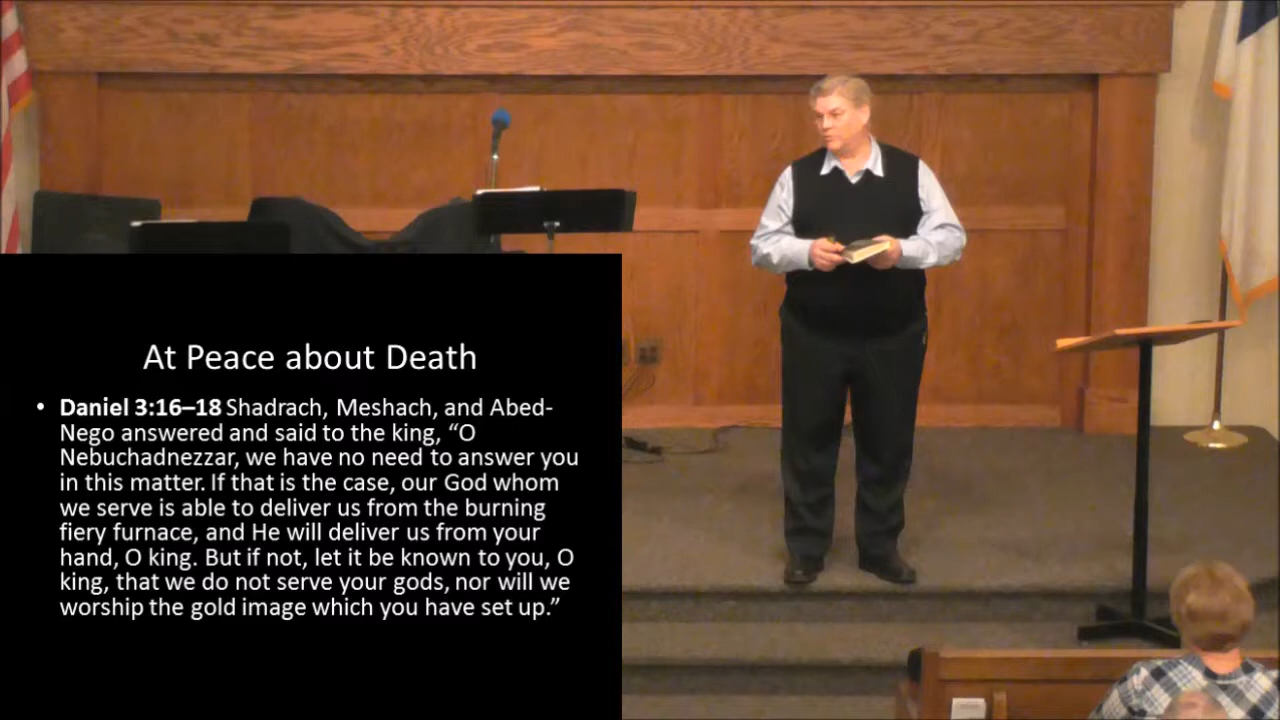 At Peace about Death
• Daniel 3:16–18 Shadrach, Meshach, and Abed-
Nego answered and said to the king, “O
Nebuchadnezzar, we have no need to answer you
in this matter. If that is the case, our God whom
we serve is able to deliver us from the burning
fiery furnace, and He will deliver us from your
hand, O king. But if not, let it be known to you, O
king, that we do not serve your gods, nor will we
worship the gold image which you have set up.”